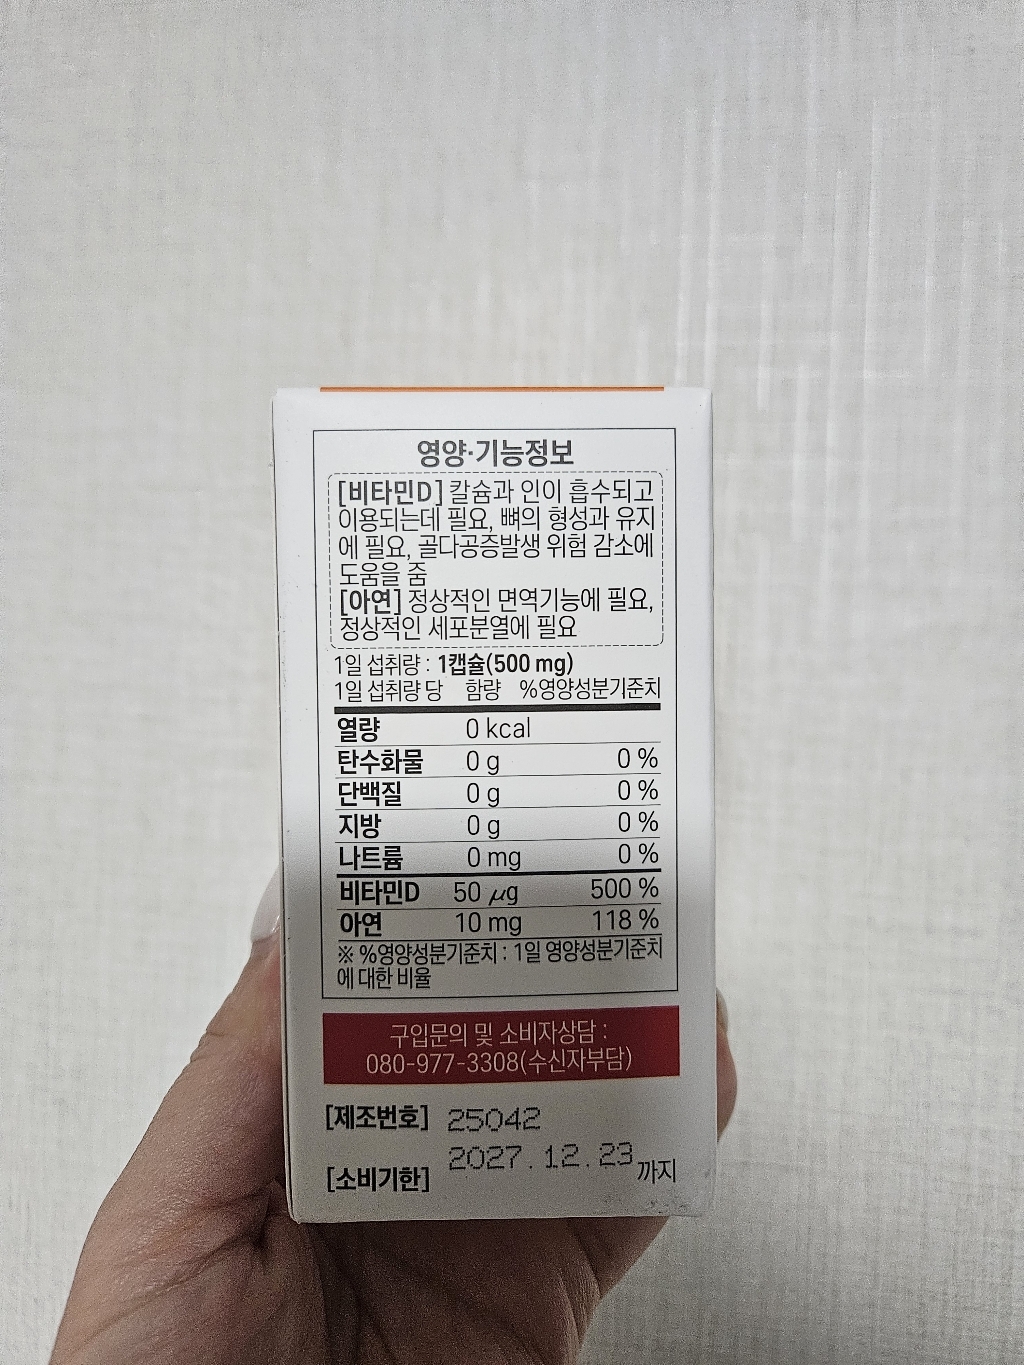 영양·기능정보
[비타민D] 칼슘과 인이 흡수되고
이용되는데 필요, 뼈의 형성과 유지
에 필요, 골다공증발생 위험 감소에
도움을 줌
[아연] 정상적인 면역기능에 필요,
정상적인 세포분열에 필요
1일 섭취량 : 1캡슐(500 mg)
1일 섭취량 당 함량 %영양성분기준치
열량 0 kcal
탄수화물 0 g 0 %
단백질 0 g 0 %
지방 0 g 0 %
나트륨 0 mg 0 %
비타민D 50 μg 500 %
아연 10 mg 118 %
※ %영양성분기준치 : 1일 영양성분기준치
에 대한 비율
구입문의 및 소비자상담 :
080-977-3308(수신자부담)
[제조번호] 25042
[소비기한] 2027.12.23 까지